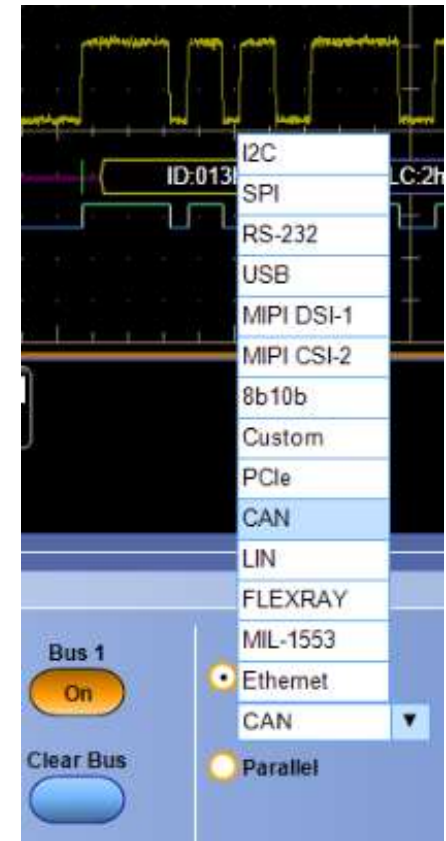 I2C
ID:013
LC:2h
SPI
RS-232
USB
MIPI DSI-1
MIPI CSI-2
8b10b
Custom
PCIe
CAN
LIN
FLEXRAY
MIL-1553
Bus 1
On
Ethernet
CAN
Clear Bus
Parallel